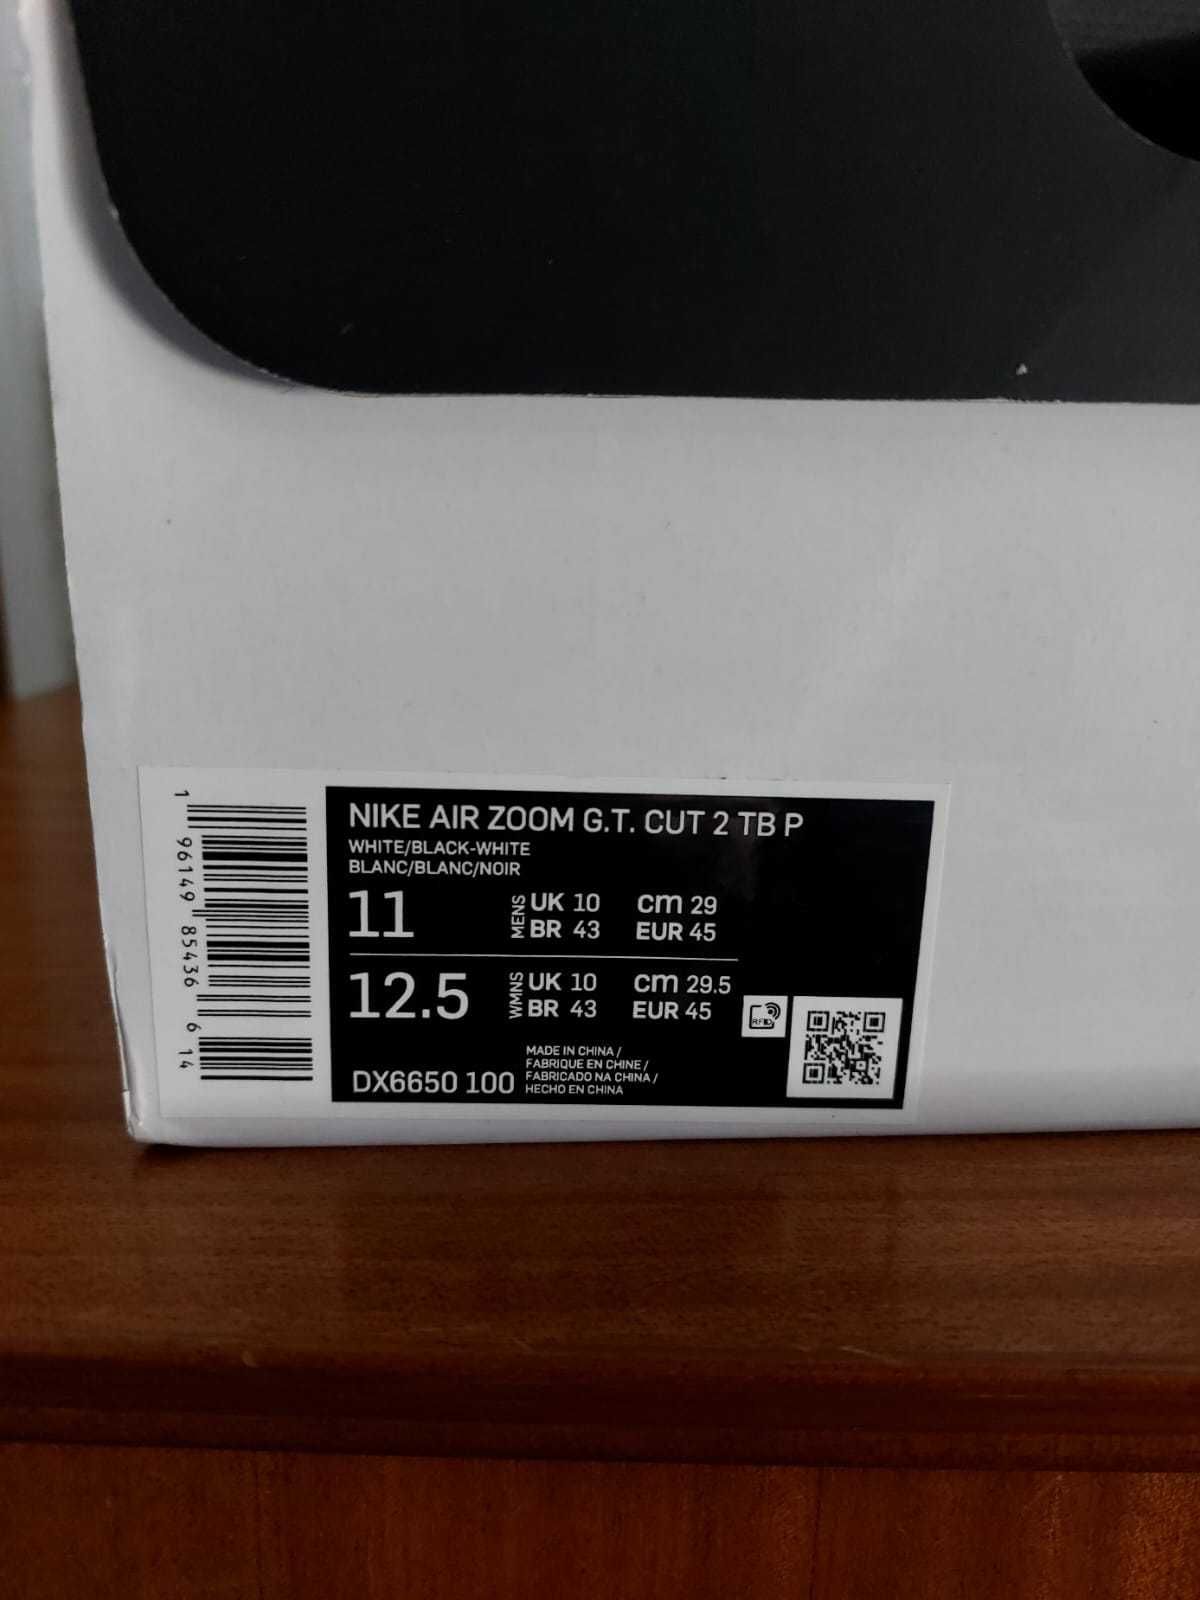 1 96149 85436 6 14
NIKE AIR ZOOM G.T. CUT 2 TB P
WHITE/BLACK-WHITE
BLANC/BLANC/NOIR
11 MENS UK 10 cm 29
BR 43 EUR 45
12.5 WMNS UK 10 cm 29.5
BR 43 EUR 45
RFID
DX6650 100
MADE IN CHINA /
FABRIQUE EN CHINE /
FABRICADO NA CHINA /
HECHO EN CHINA